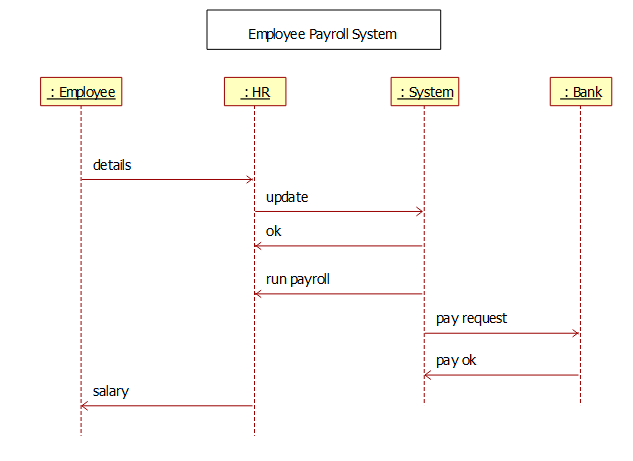 Employee Payroll System
: Employee
: HR
: System
: Bank
details
update
ok
run payroll
pay request
pay ok
salary